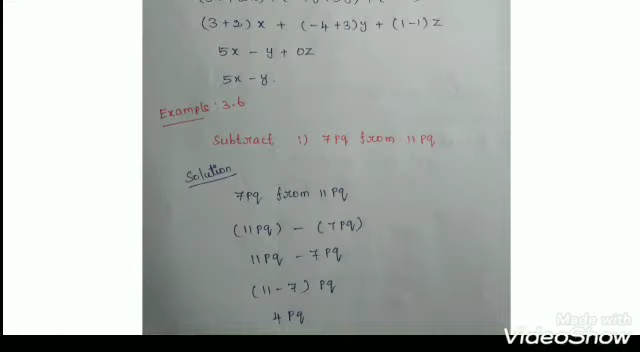 (3+2)x + (-4+3)y + (1-1)z
5x - y + 0z
5x - y.
Example: 3.6
Subtract i) 7pq from 11pq
Solution
7pq from 11pq
(11pq) - (7pq)
11pq - 7pq
(11-7) pq
4pq
Made with
VideoShow